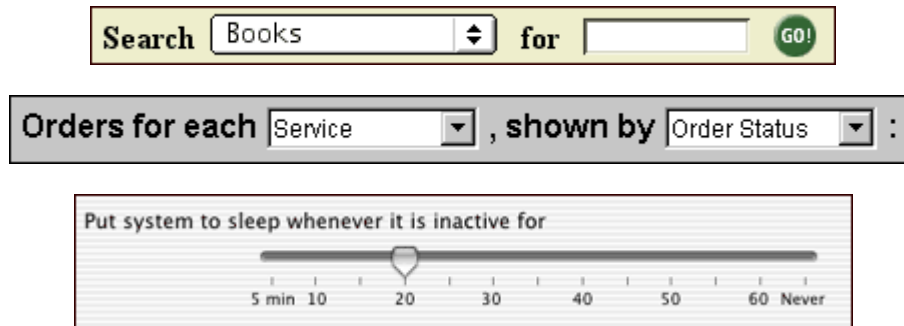 Search Books for GO!
Orders for each Service , shown by Order Status :
Put system to sleep whenever it is inactive for
5 min 10 20 30 40 50 60 Never